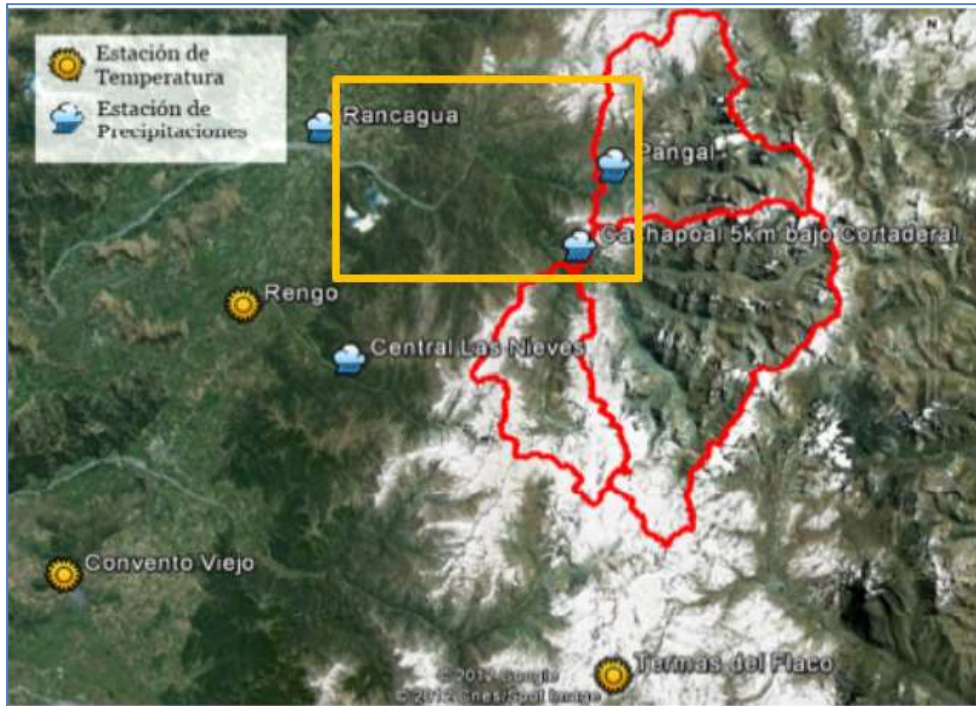 Estación de
Temperatura
Estación de
Precipitaciones
N
Rancagua
Pangal
Cachapoal 5km bajo Cortaderal
Rengo
Central Las Nieves
Convento Viejo
Termas del Flaco
©2012 Google
©2012 Cnes/Spot Image